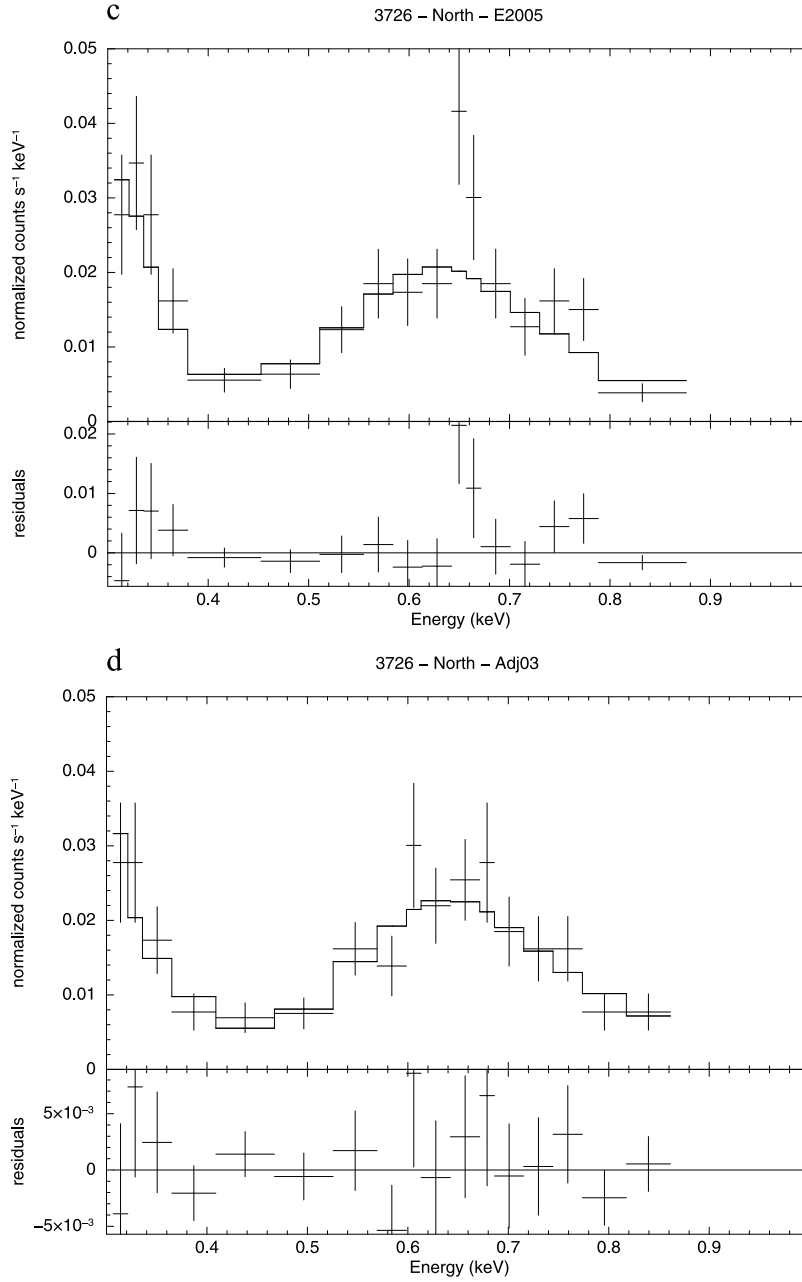 c
3726 – North – E2005
0.05
0.04
0.03
0.02
0.01
0
normalized counts s⁻¹ keV⁻¹
0.02
0.01
0
residuals
0.4 0.5 0.6 0.7 0.8 0.9
Energy (keV)
d
3726 – North – Adj03
0.05
0.04
0.03
0.02
0.01
0
normalized counts s⁻¹ keV⁻¹
5×10⁻³
0
−5×10⁻³
residuals
0.4 0.5 0.6 0.7 0.8 0.9
Energy (keV)